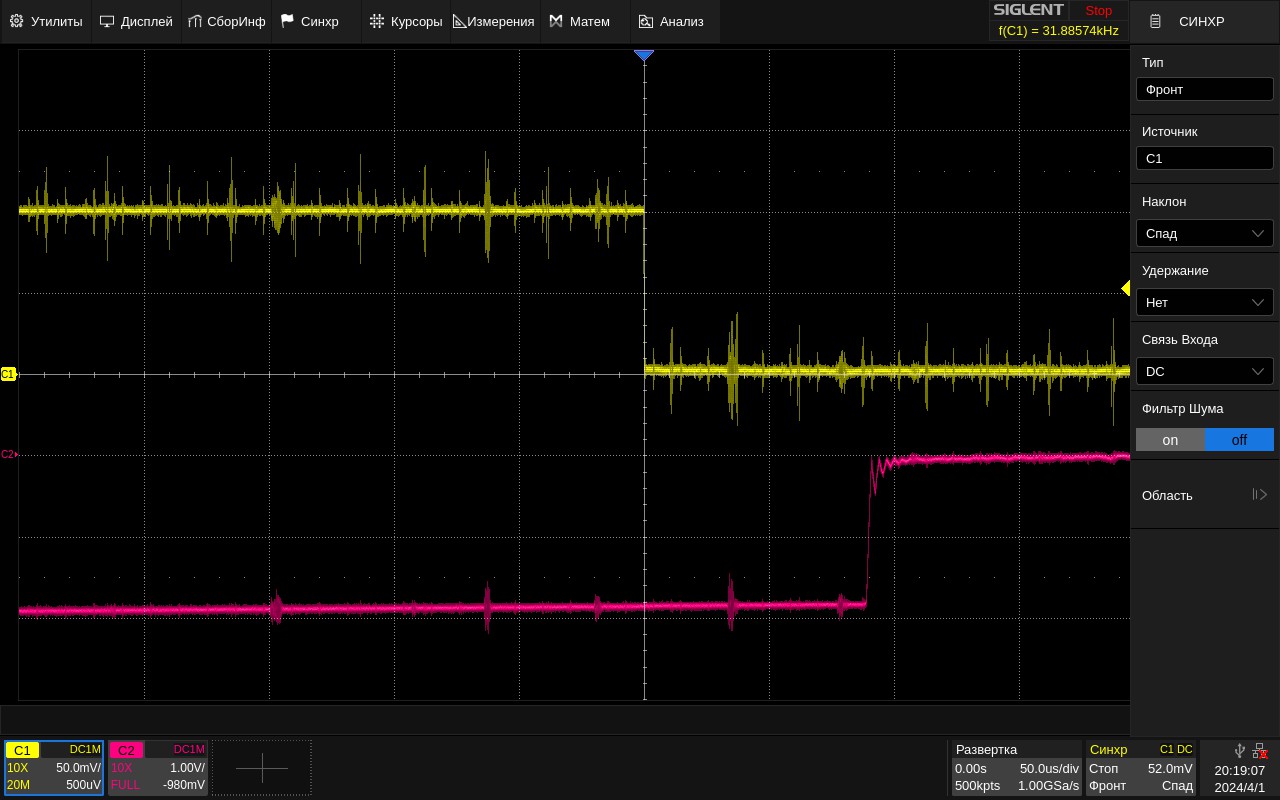 Утилиты
Дисплей
СборИнф
Синхр
Курсоры
Измерения
Матем
Анализ
SIGLENT
Stop
f(C1) = 31.88574kHz
СИНХР
Тип
Фронт
Источник
C1
Наклон
Спад
Удержание
Нет
Связь Входа
DC
Фильтр Шума
on off
Область
C1
C2
C1 DC1M
10X 50.0mV/
20M 500uV
C2 DC1M
10X 1.00V/
FULL -980mV
Развертка
0.00s 50.0us/div
500kpts 1.00GSa/s
Синхр C1 DC
Стоп 52.0mV
Фронт Спад
20:19:07
2024/4/1